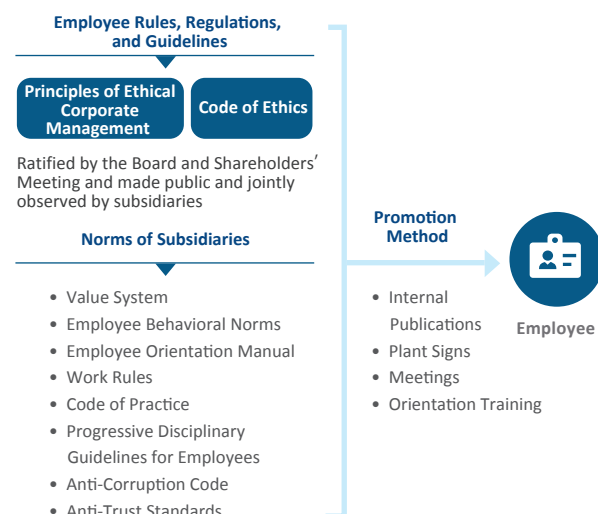 Employee Rules, Regulations,
and Guidelines
Principles of Ethical
Corporate
Management
Code of Ethics
Ratified by the Board and Shareholders’
Meeting and made public and jointly
observed by subsidiaries
Norms of Subsidiaries
• Value System
• Employee Behavioral Norms
• Employee Orientation Manual
• Work Rules
• Code of Practice
• Progressive Disciplinary
Guidelines for Employees
• Anti-Corruption Code
• Anti-Trust Standards
Promotion
Method
• Internal
Publications
• Plant Signs
• Meetings
• Orientation Training
Employee